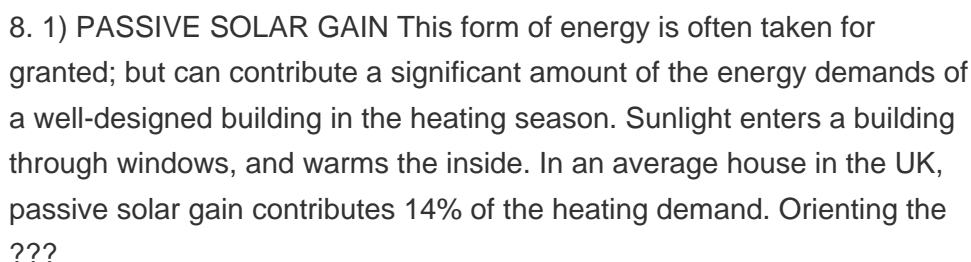 8. 1) PASSIVE SOLAR GAIN This form of energy is often taken for
granted; but can contribute a significant amount of the energy demands of
a well-designed building in the heating season. Sunlight enters a building
through windows, and warms the inside. In an average house in the UK,
passive solar gain contributes 14% of the heating demand. Orienting the
???